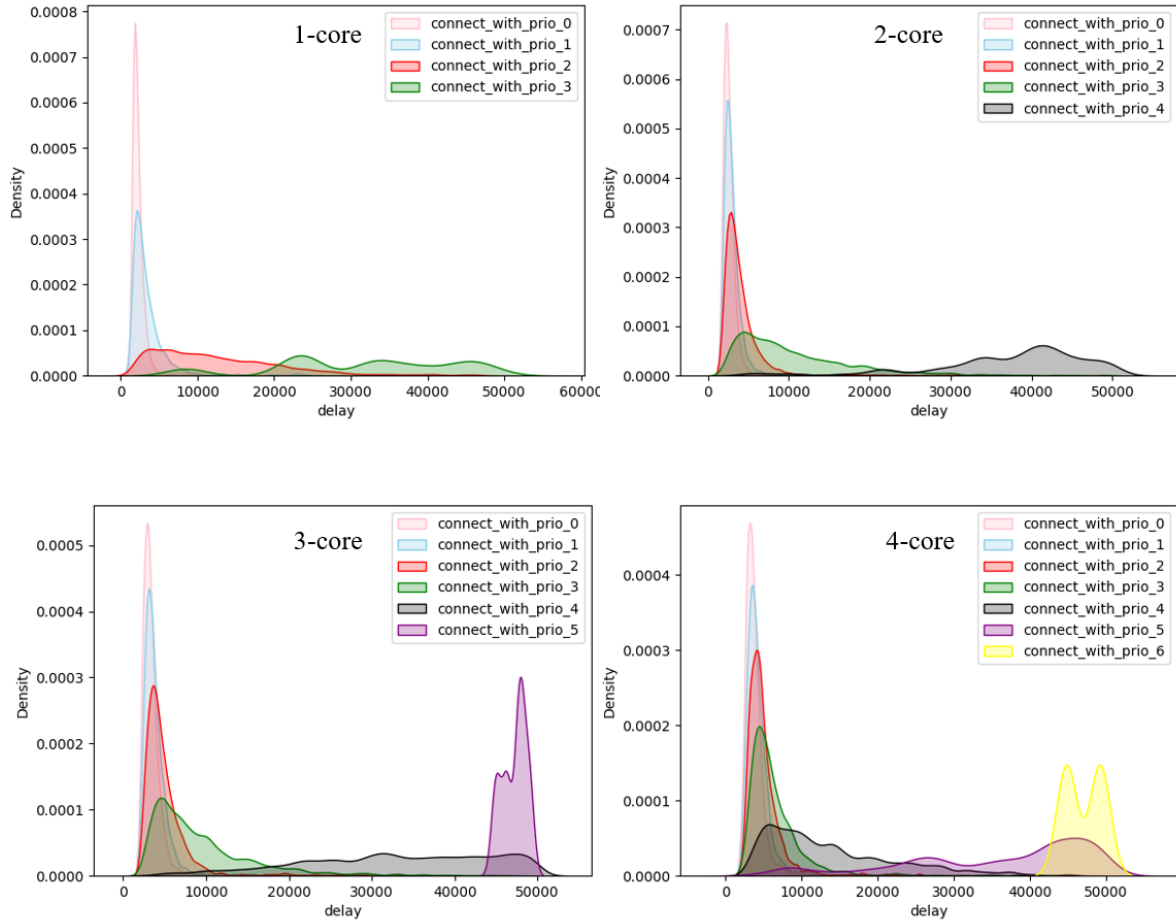 1-core
connect_with_prio_0
connect_with_prio_1
connect_with_prio_2
connect_with_prio_3
0.0008
0.0007
0.0006
0.0005
0.0004
0.0003
0.0002
0.0001
0.0000
Density
0 10000 20000 30000 40000 50000 60000
delay
2-core
connect_with_prio_0
connect_with_prio_1
connect_with_prio_2
connect_with_prio_3
connect_with_prio_4
0.0007
0.0006
0.0005
0.0004
0.0003
0.0002
0.0001
0.0000
Density
0 10000 20000 30000 40000 50000
delay
3-core
connect_with_prio_0
connect_with_prio_1
connect_with_prio_2
connect_with_prio_3
connect_with_prio_4
connect_with_prio_5
0.0005
0.0004
0.0003
0.0002
0.0001
0.0000
Density
0 10000 20000 30000 40000 50000
delay
4-core
connect_with_prio_0
connect_with_prio_1
connect_with_prio_2
connect_with_prio_3
connect_with_prio_4
connect_with_prio_5
connect_with_prio_6
0.0004
0.0003
0.0002
0.0001
0.0000
Density
0 10000 20000 30000 40000 50000
delay